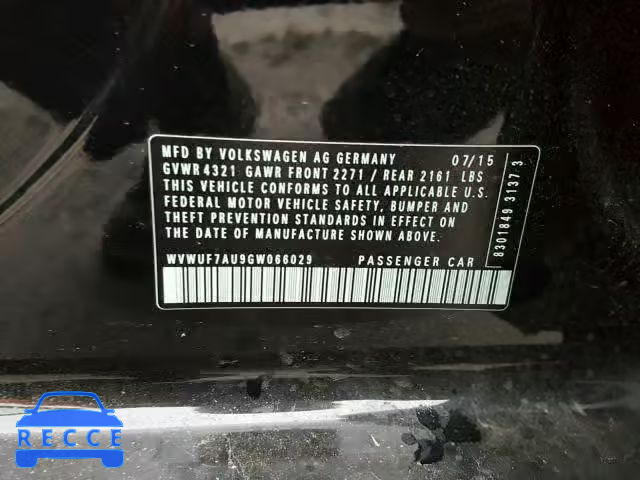 MFD BY VOLKSWAGEN AG GERMANY 07/15
GVWR 4321 GAWR FRONT 2271 / REAR 2161 LBS
THIS VEHICLE CONFORMS TO ALL APPLICABLE U.S.
FEDERAL MOTOR VEHICLE SAFETY, BUMPER AND
THEFT PREVENTION STANDARDS IN EFFECT ON
THE DATE OF MANUFACTURE SHOWN ABOVE.
WVWUF7AU9GW066029 PASSENGER CAR
8301849 3137 3
RECCE